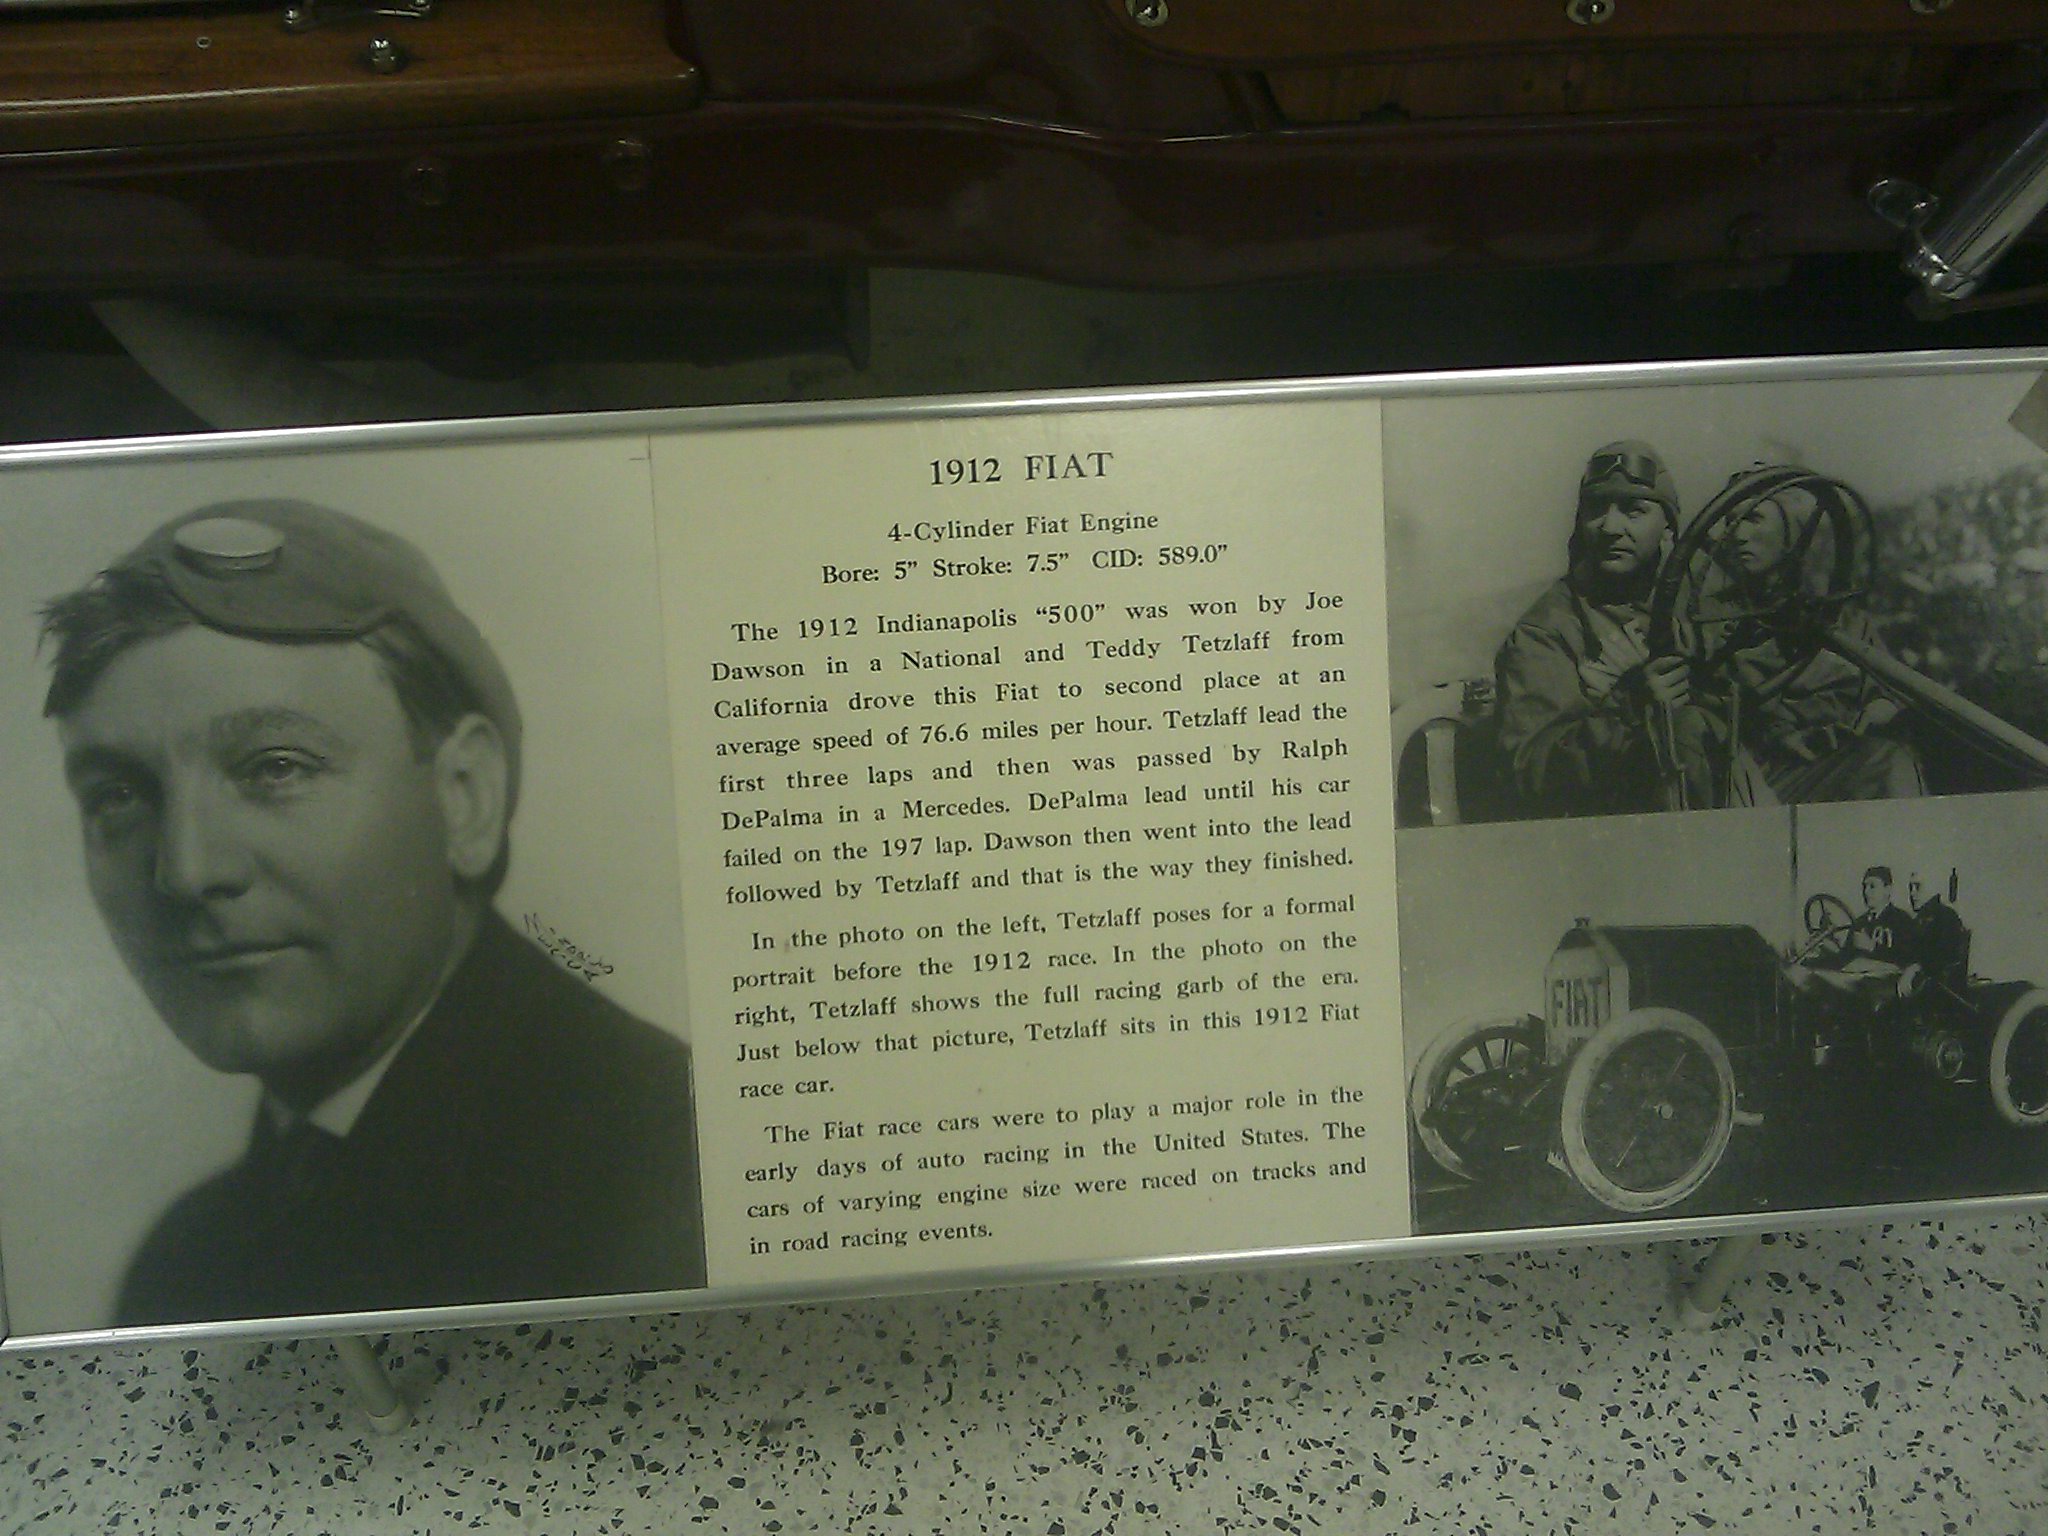 1912 FIAT
4-Cylinder Fiat Engine
Bore: 5” Stroke: 7.5” CID: 589.0”
The 1912 Indianapolis “500” was won by Joe
Dawson in a National and Teddy Tetzlaff from
California drove this Fiat to second place at an
average speed of 76.6 miles per hour. Tetzlaff lead the
first three laps and then was passed by Ralph
DePalma in a Mercedes. DePalma lead until his car
failed on the 197 lap. Dawson then went into the lead
followed by Tetzlaff and that is the way they finished.
In the photo on the left, Tetzlaff poses for a formal
portrait before the 1912 race. In the photo on the
right, Tetzlaff shows the full racing garb of the era.
Just below that picture, Tetzlaff sits in this 1912 Fiat
race car.
The Fiat race cars were to play a major role in the
early days of auto racing in the United States. The
cars of varying engine size were raced on tracks and
in road racing events.
FIAT